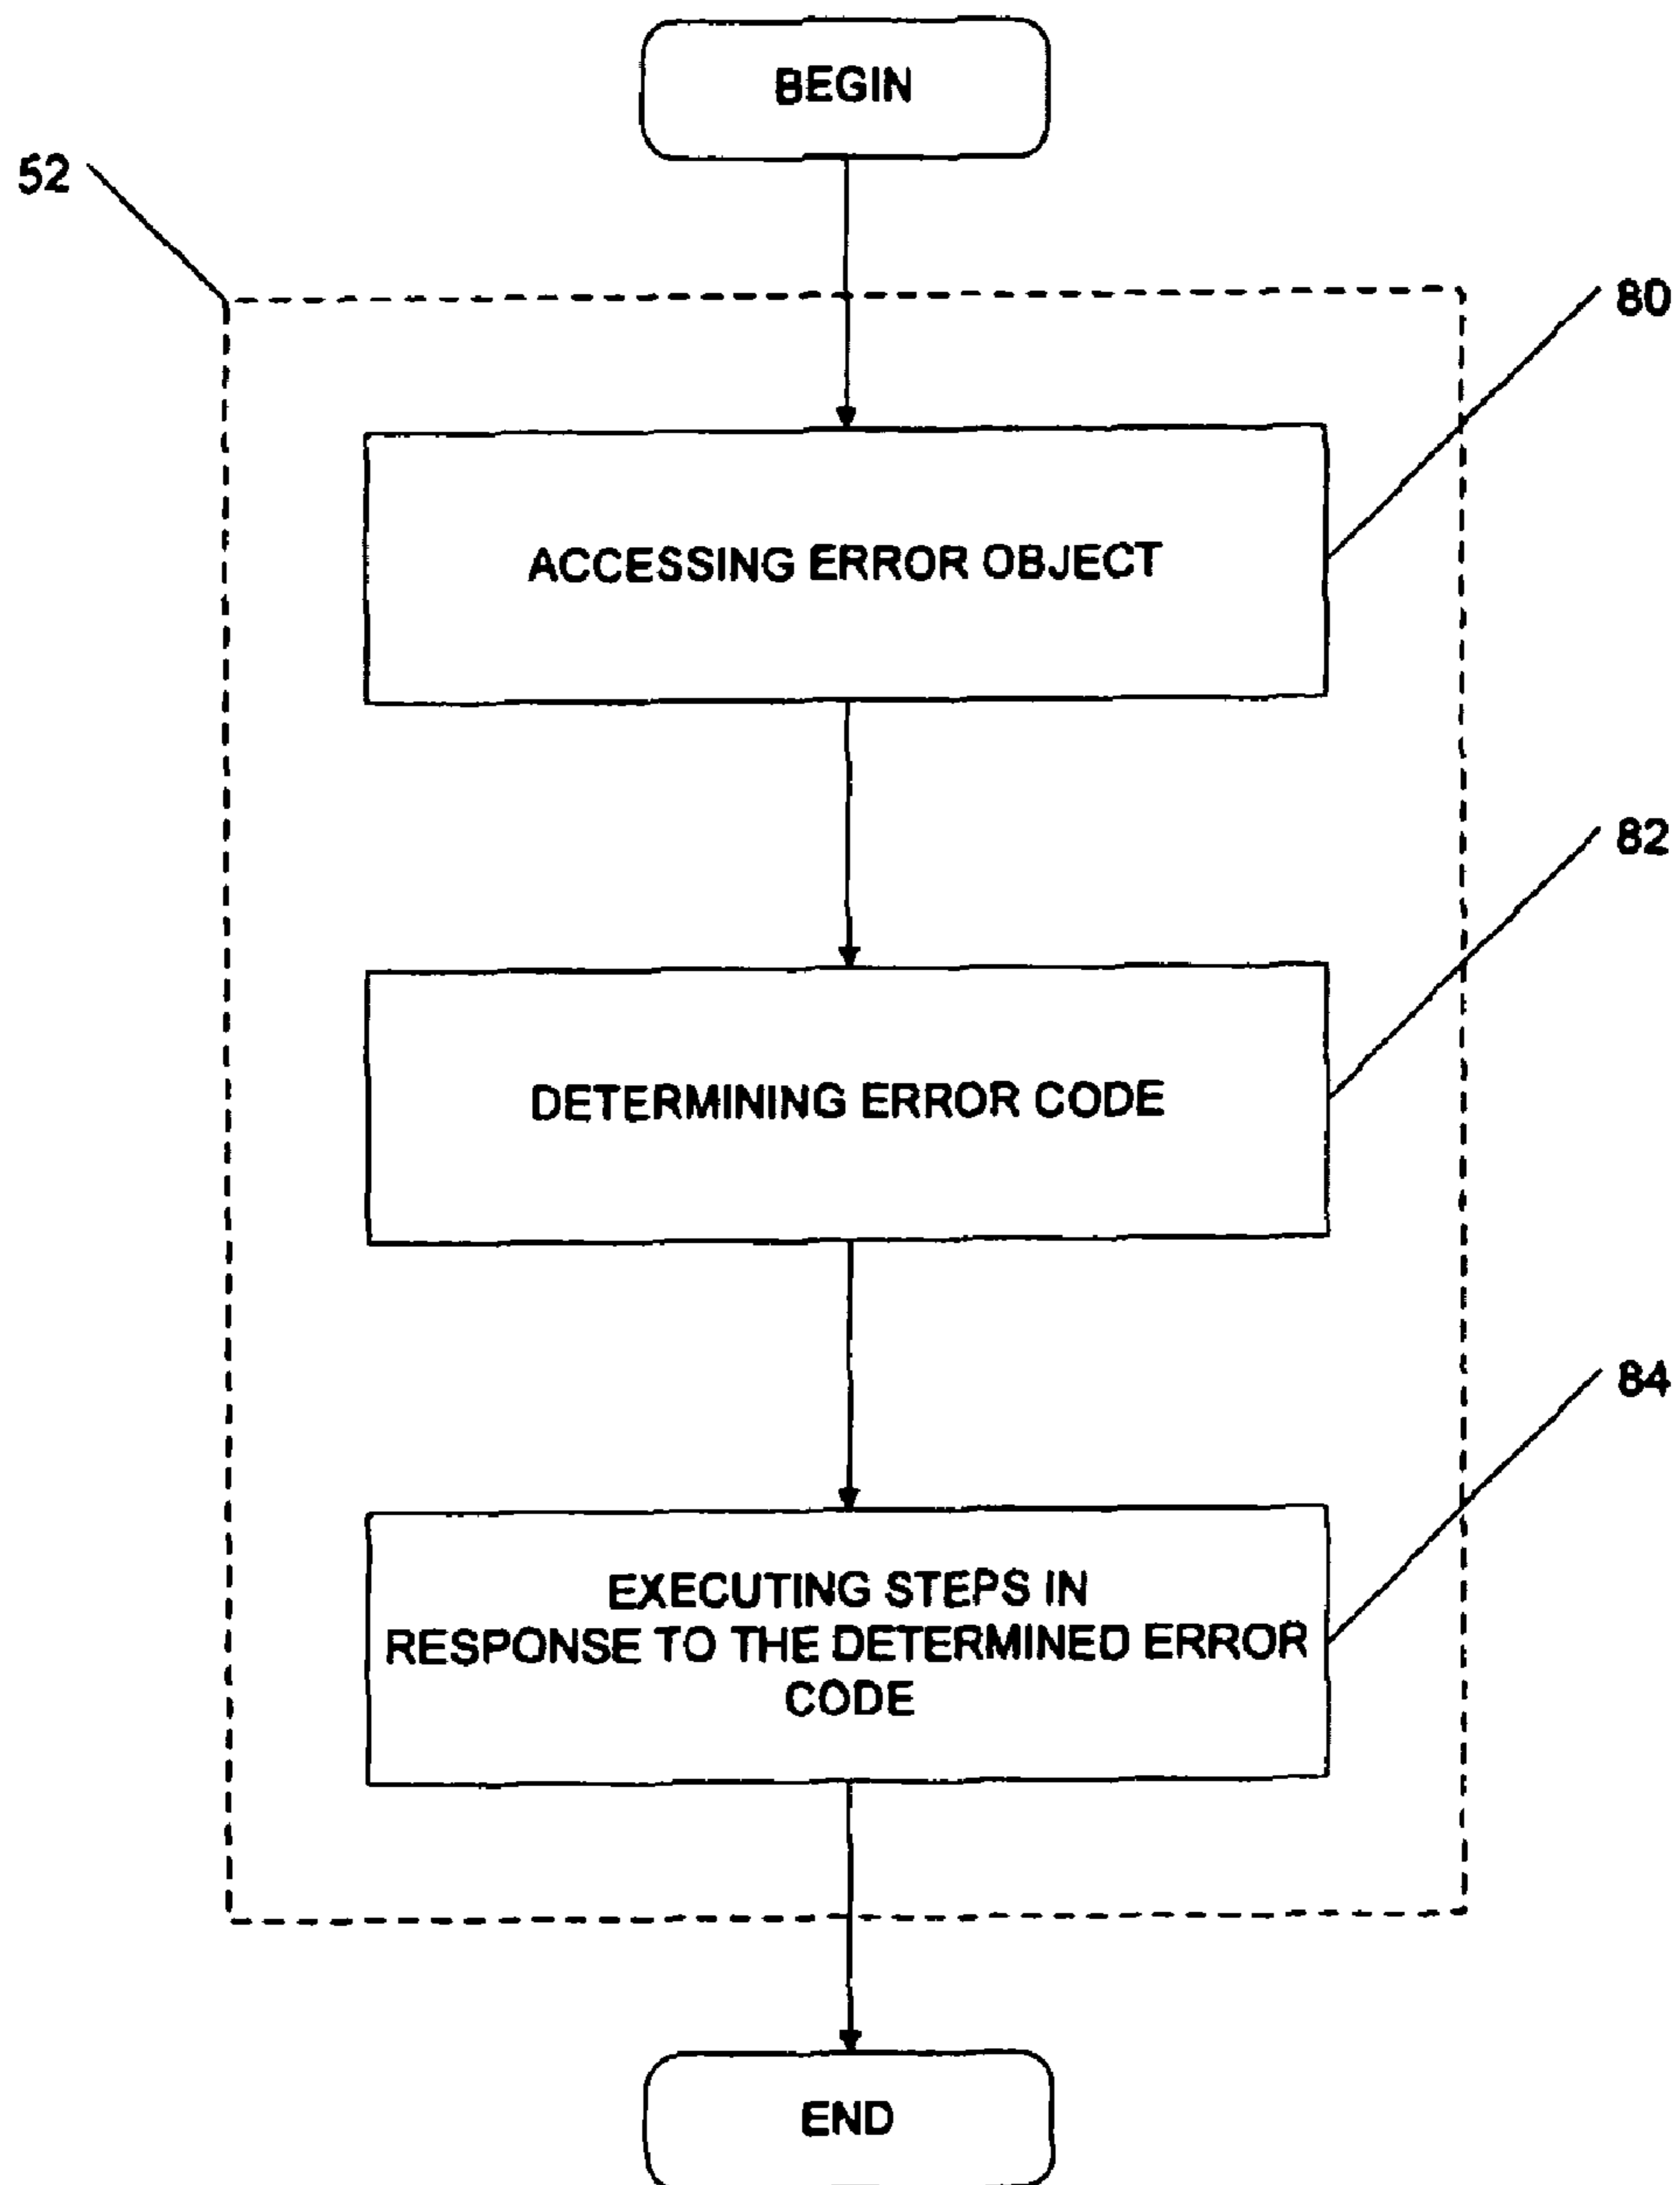 BEGIN
52
80
ACCESSING ERROR OBJECT
82
DETERMINING ERROR CODE
84
EXECUTING STEPS IN
RESPONSE TO THE DETERMINED ERROR
CODE
END